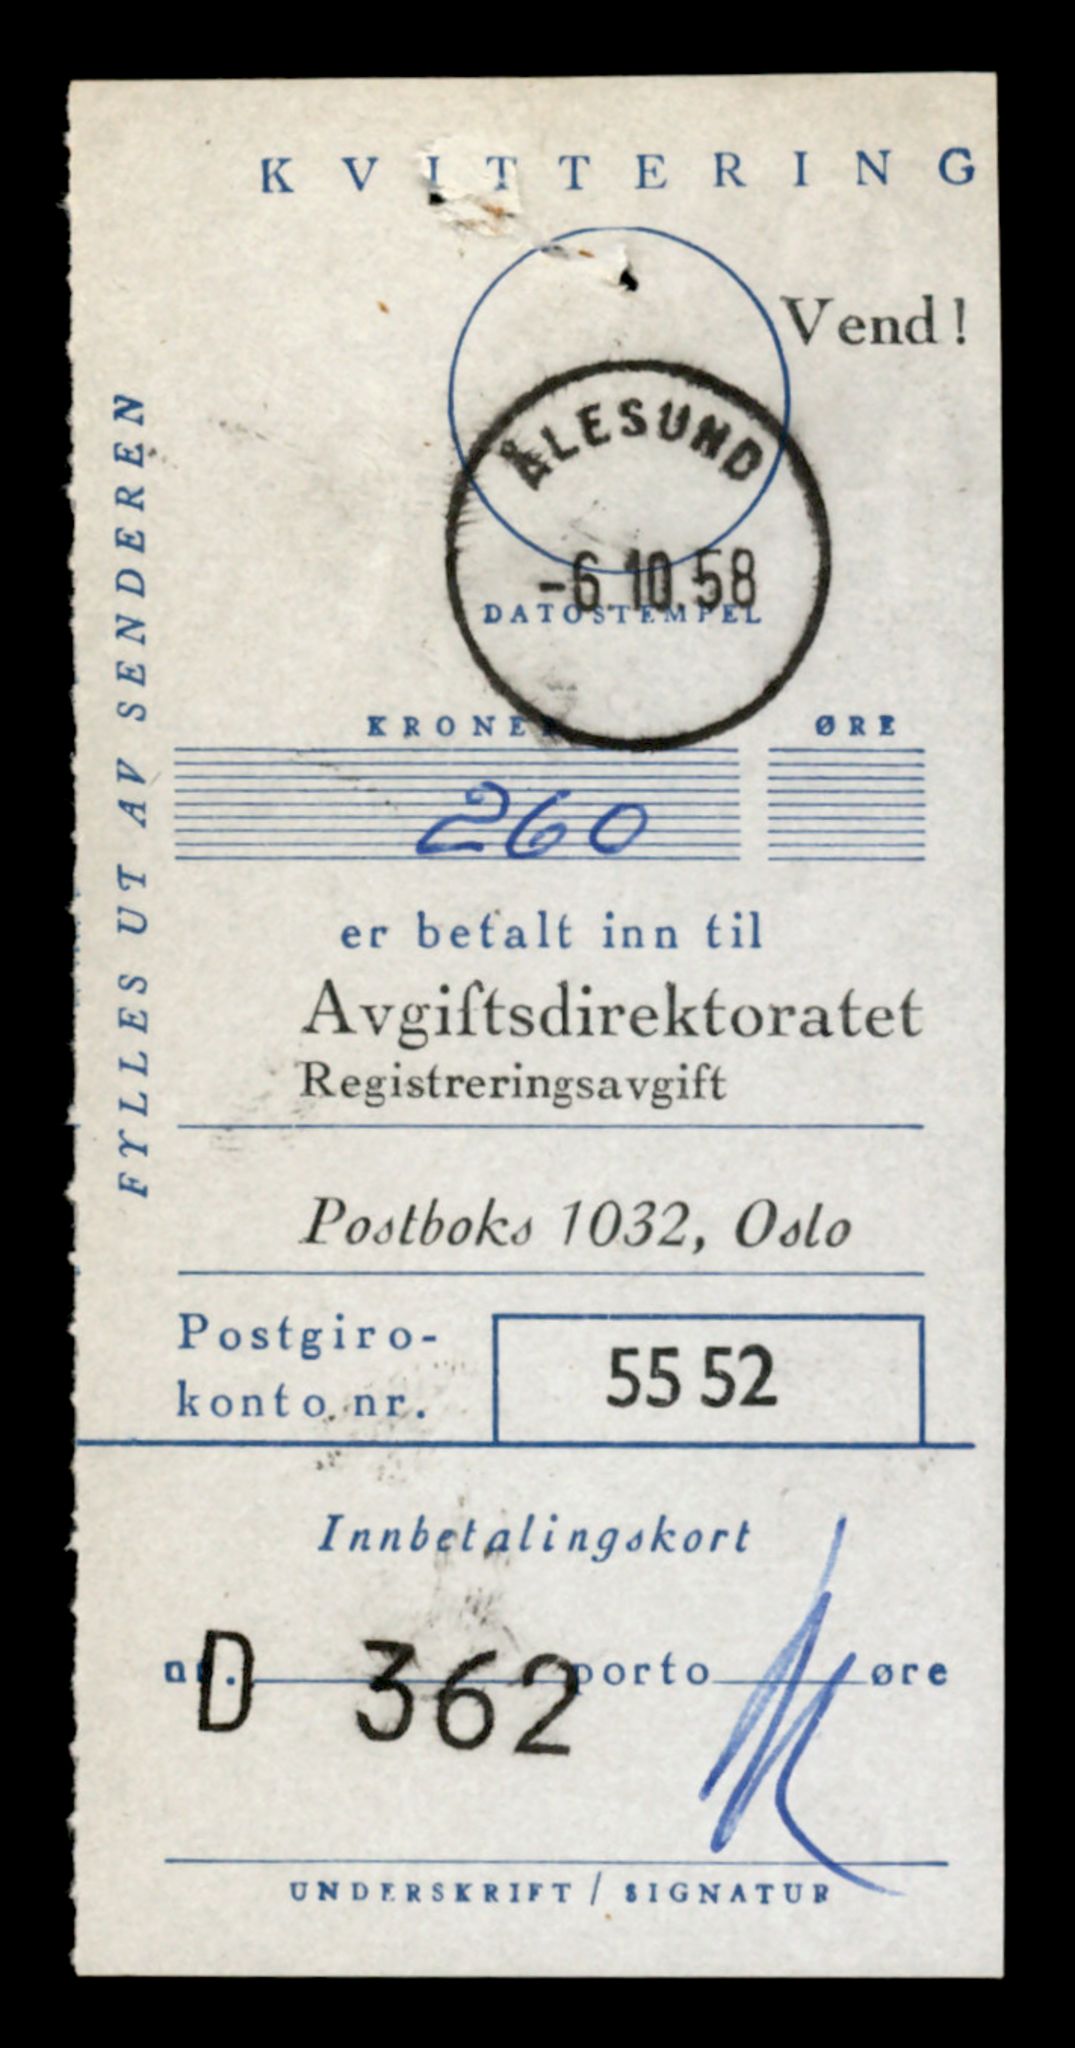 KVITTERING
Vend!
ÅLESUND
-6.10.58
DATOSTEMPEL
FYLLES UT AV SENDEREN
KRONER ØRE
260
er betalt inn til
Avgiftsdirektoratet
Registreringsavgift
Postboks 1032, Oslo
Postgiro-
konto nr. 55 52
Innbetalingskort
nr. D 362 porto øre
UNDERSKRIFT / SIGNATUR